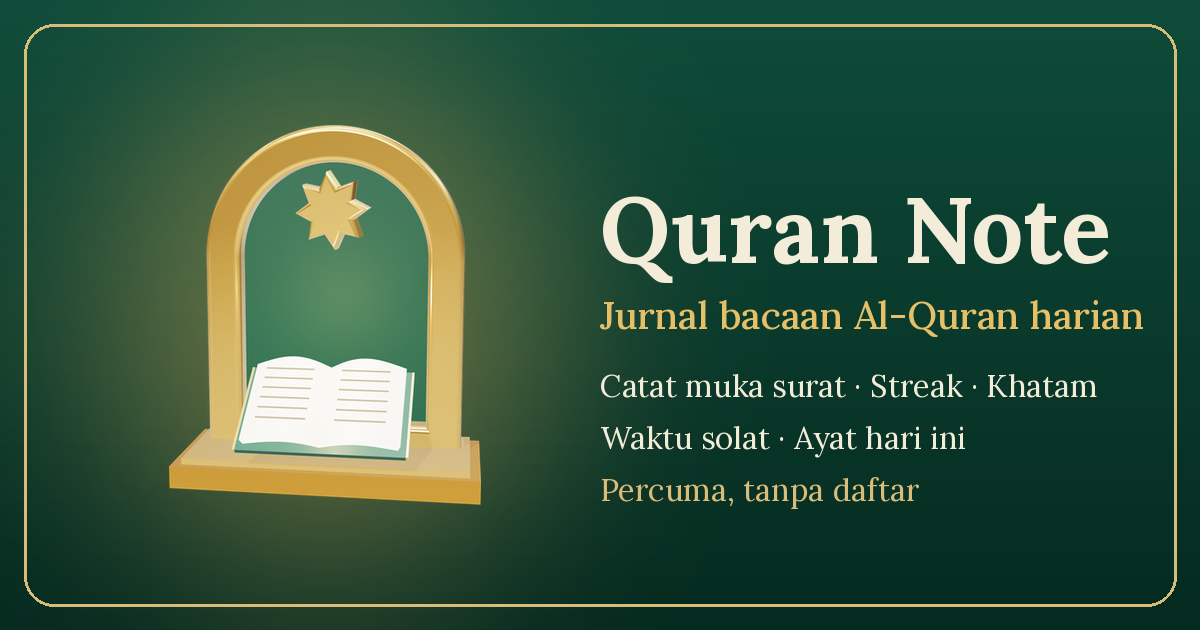 Quran Note
Jurnal bacaan Al-Quran harian
Catat muka surat · Streak · Khatam
Waktu solat · Ayat hari ini
Percuma, tanpa daftar